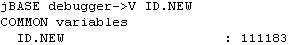 jBASE debugger->V ID.NEW
COMMON variables
  ID.NEW                    : 111183